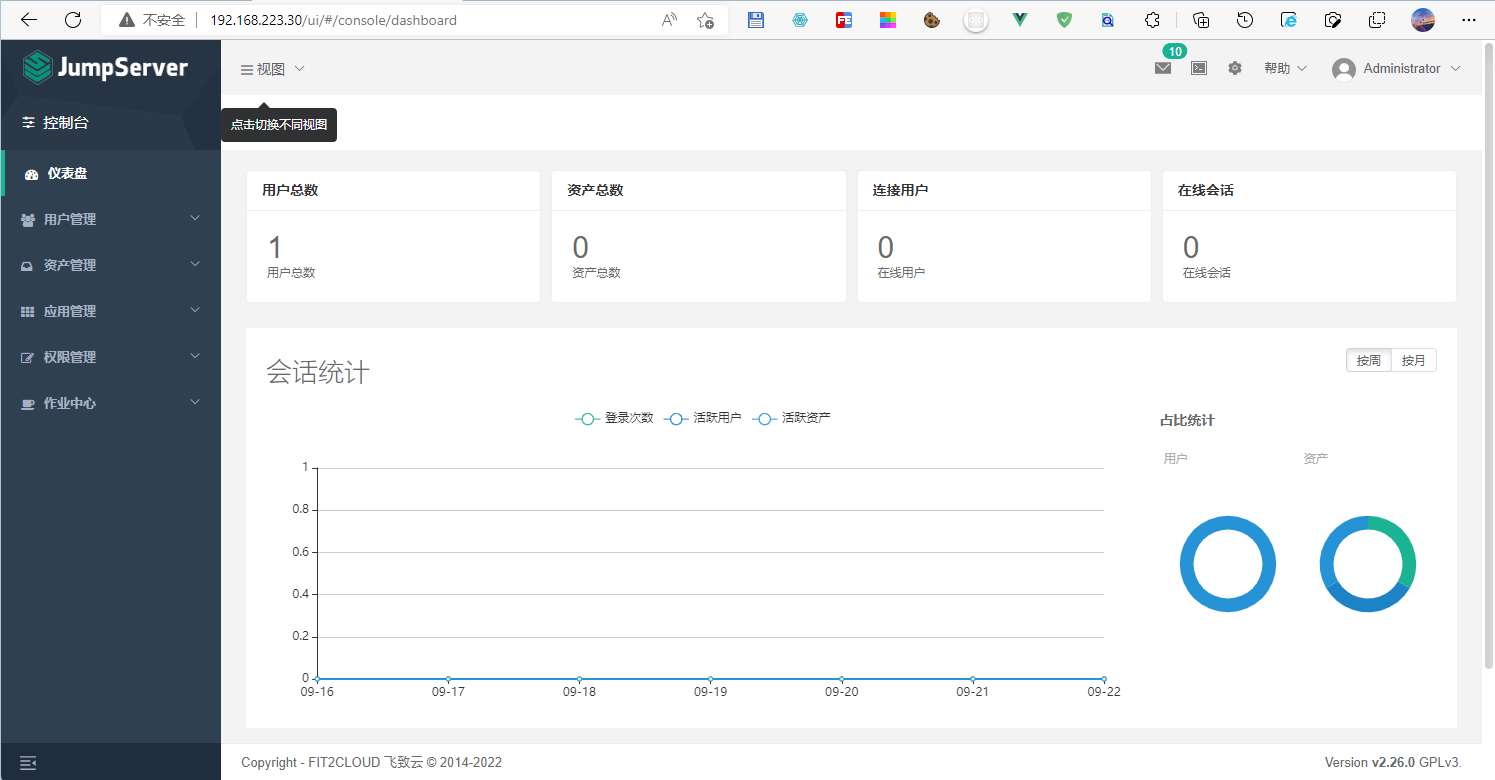 不安全 192.168.223.30/ui/#/console/dashboard
JumpServer
视图
10
帮助
Administrator
控制台
点击切换不同视图
仪表盘
用户管理
资产管理
应用管理
权限管理
作业中心
用户总数
1
用户总数
资产总数
0
资产总数
连接用户
0
在线用户
在线会话
0
在线会话
会话统计
按周 按月
登录次数 活跃用户 活跃资产
1
0.8
0.6
0.4
0.2
0
09-16 09-17 09-18 09-19 09-20 09-21 09-22
占比统计
用户 资产
Copyright - FIT2CLOUD 飞致云 © 2014-2022
Version v2.26.0 GPLv3.